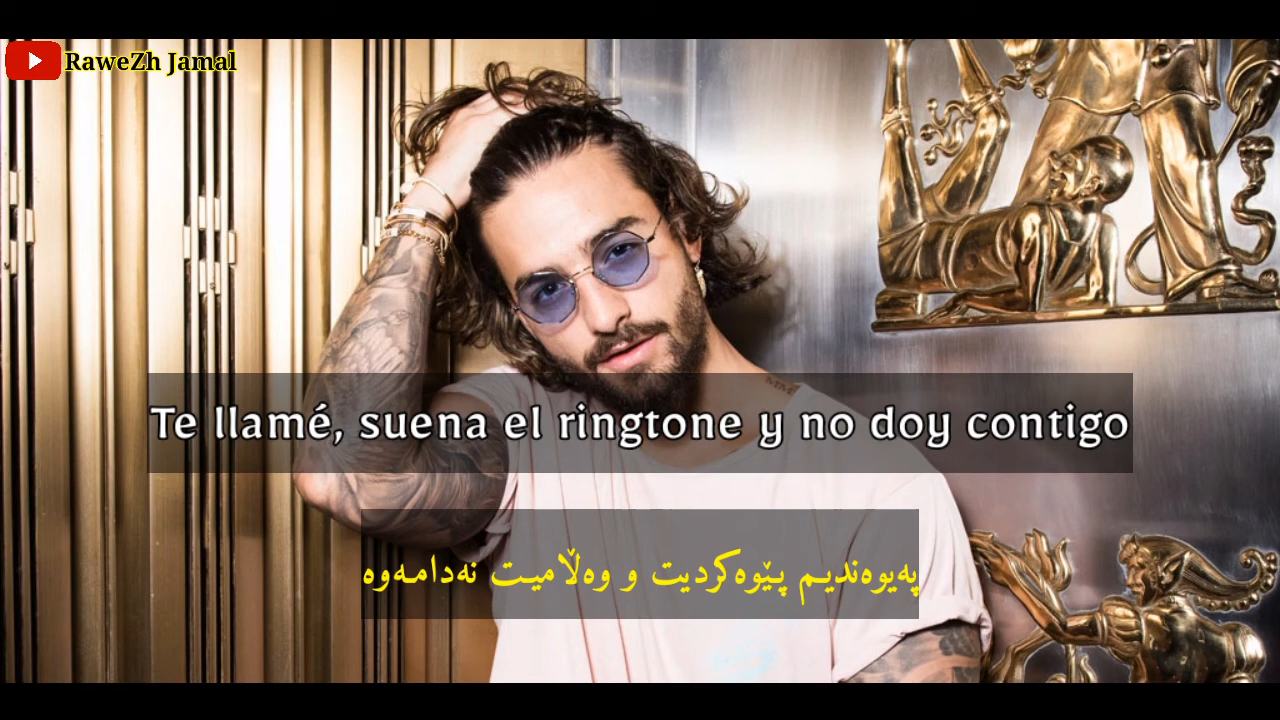 RaweZh Jamal
Te llamé, suena el ringtone y no doy contigo
پەیوەندیم پێوەکردیت و وەڵامیت نەدامەوە